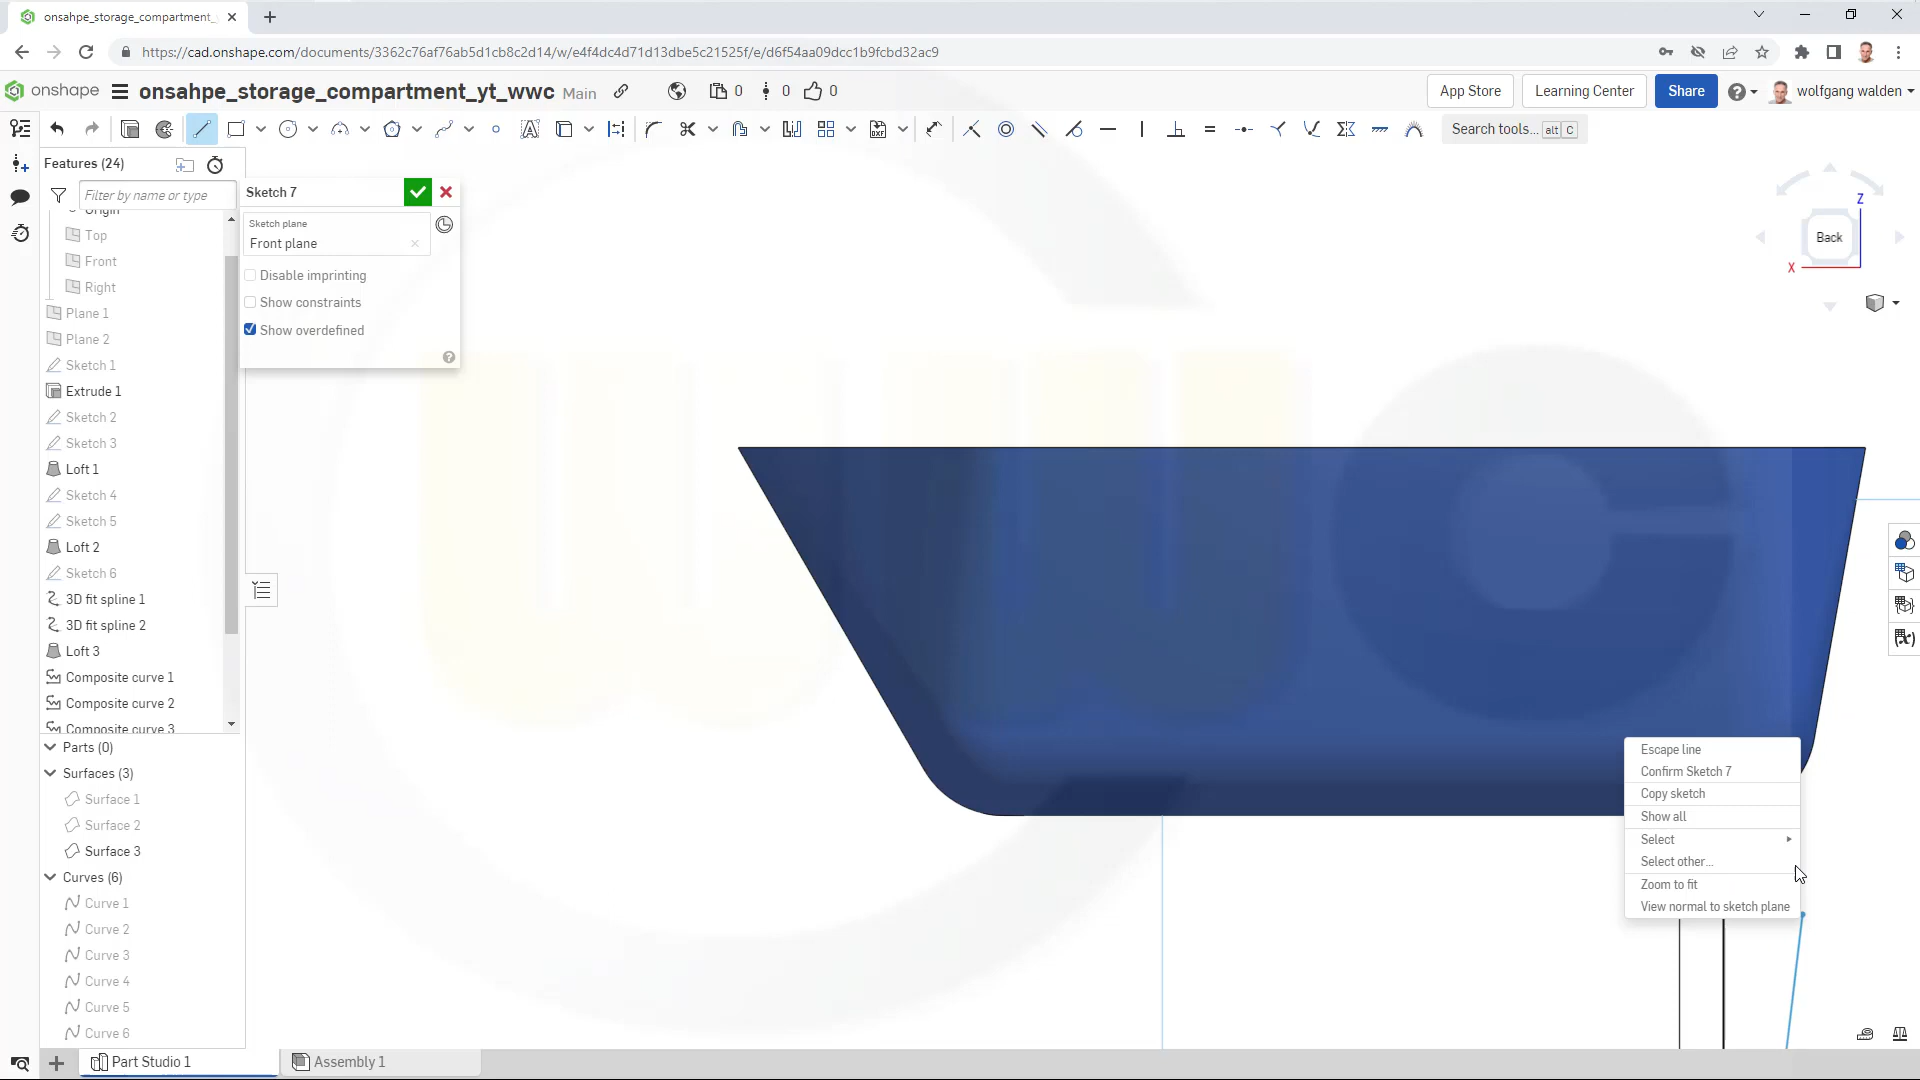 onsahpe_storage_compartment_
https://cad.onshape.com/documents/3362c76af76ab5d1cb8c2d14/w/e4f4dc4d71d13dbe5c21525f/e/d6f54aa09dcc1b9fcbd32ac9
onshape
onsahpe_storage_compartment_yt_wwc Main
0
0
0
App Store
Learning Center
Share
wolfgang walden
Search tools... alt C
Features (24)
Filter by name or type
Origin
Top
Front
Right
Plane 1
Plane 2
Sketch 1
Extrude 1
Sketch 2
Sketch 3
Loft 1
Sketch 4
Sketch 5
Loft 2
Sketch 6
3D fit spline 1
3D fit spline 2
Loft 3
Composite curve 1
Composite curve 2
Composite curve 3
Parts (0)
Surfaces (3)
Surface 1
Surface 2
Surface 3
Curves (6)
Curve 1
Curve 2
Curve 3
Curve 4
Curve 5
Curve 6
Sketch 7
Sketch plane
Front plane
Disable imprinting
Show constraints
Show overdefined
wwc
Z
Back
X
Escape line
Confirm Sketch 7
Copy sketch
Show all
Select
Select other...
Zoom to fit
View normal to sketch plane
Part Studio 1
Assembly 1